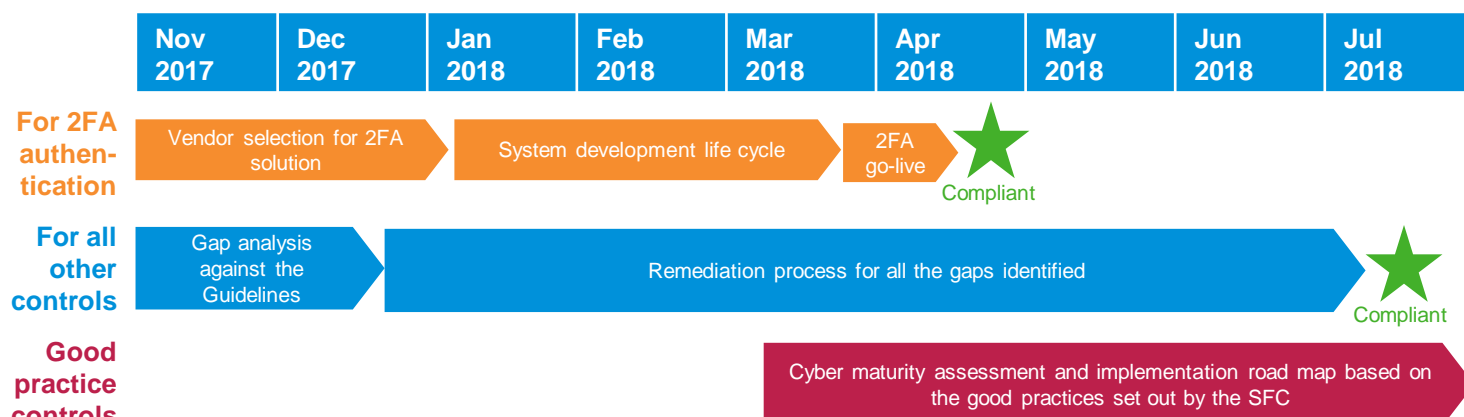 Nov
2017
Dec
2017
Jan
2018
Feb
2018
Mar
2018
Apr
2018
May
2018
Jun
2018
Jul
2018
For 2FA
authen-
tication
Vendor selection for 2FA
solution
System development life cycle
2FA
go-live
Compliant
For all
other
controls
Gap analysis
against the
Guidelines
Remediation process for all the gaps identified
Compliant
Good
practice
controls
Cyber maturity assessment and implementation road map based on
the good practices set out by the SFC